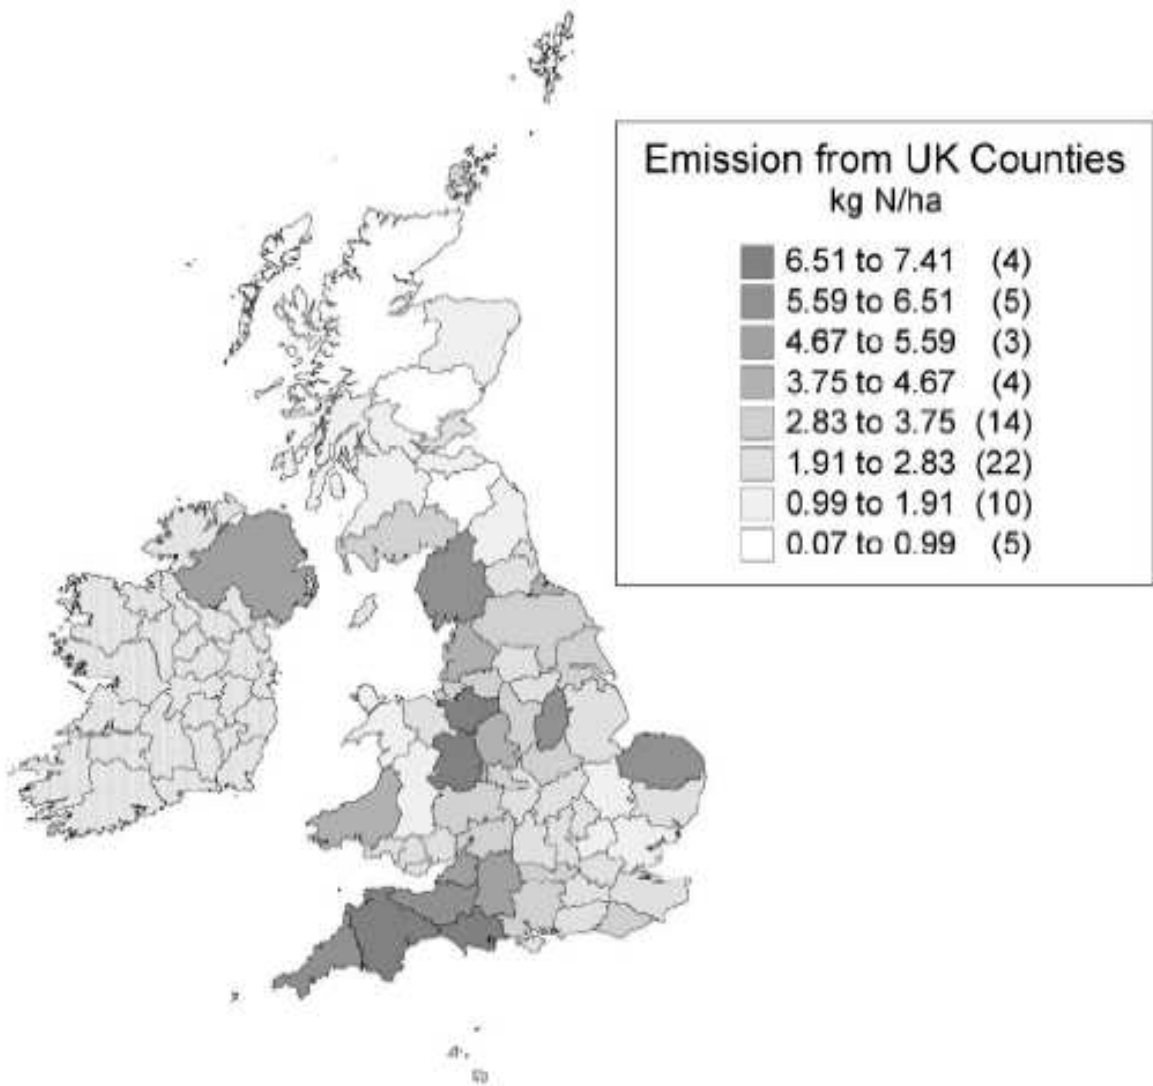 Emission from UK Counties
kg N/ha
6.51 to 7.41 (4)
5.59 to 6.51 (5)
4.67 to 5.59 (3)
3.75 to 4.67 (4)
2.83 to 3.75 (14)
1.91 to 2.83 (22)
0.99 to 1.91 (10)
0.07 to 0.99 (5)